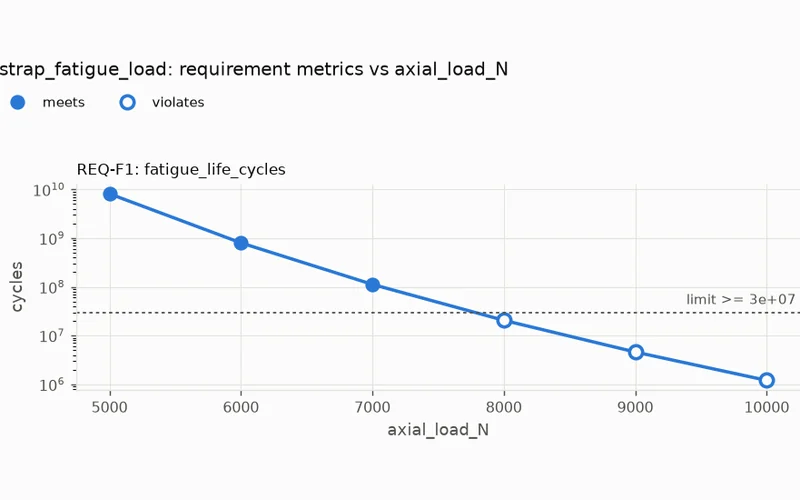 strap_fatigue_load: requirement metrics vs axial_load_N
meets violates
REQ-F1: fatigue_life_cycles
cycles
10^10
10^9
10^8
10^7
10^6
limit >= 3e+07
5000 6000 7000 8000 9000 10000
axial_load_N